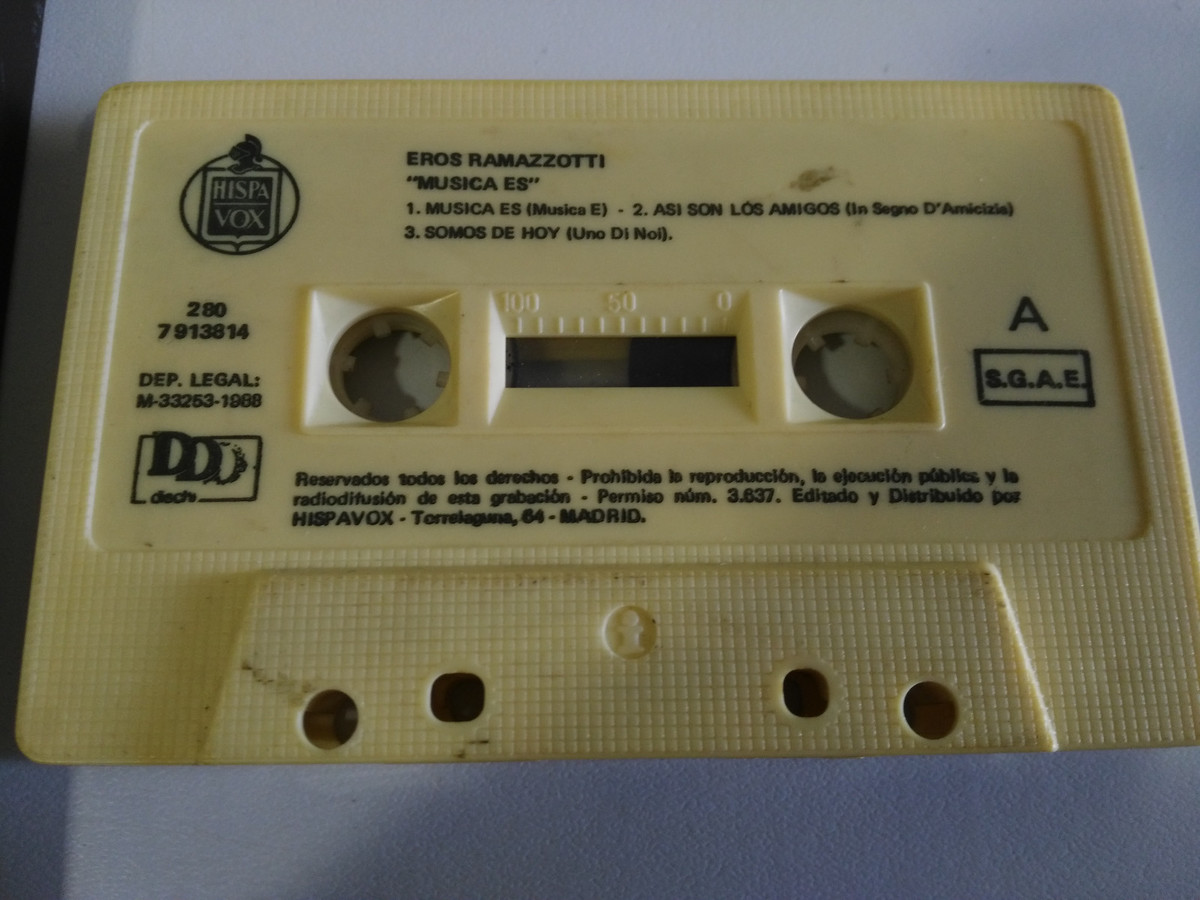 HISPA
VOX
EROS RAMAZZOTTI
"MUSICA ES"
1. MUSICA ES (Musica E) - 2. ASI SON LÓS AMIGOS (In Segno D'Amicizia)
3. SOMOS DE HOY (Uno Di Noi).
280
7913814
DEP. LEGAL:
M-33253-1988
DDD
discos
100 50 0
A
S.G.A.E.
Reservados todos los derechos - Prohibida la reproducción, la ejecución pública y la
radiodifusión de esta grabación - Permiso núm. 3.637. Editado y Distribuido por
HISPAVOX - Torrelaguna, 64 - MADRID.
i